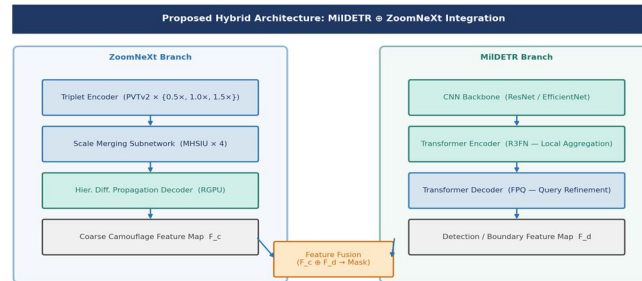 Proposed Hybrid Architecture: MilDETR ⊕ ZoomNeXt Integration
ZoomNeXt Branch
Triplet Encoder (PVTv2 × {0.5×, 1.0×, 1.5×})
Scale Merging Subnetwork (MHSIU × 4)
Hier. Diff. Propagation Decoder (RGPU)
Coarse Camouflage Feature Map F_c
MilDETR Branch
CNN Backbone (ResNet / EfficientNet)
Transformer Encoder (R3FN — Local Aggregation)
Transformer Decoder (FPQ — Query Refinement)
Detection / Boundary Feature Map F_d
Feature Fusion
(F_c ⊕ F_d → Mask)